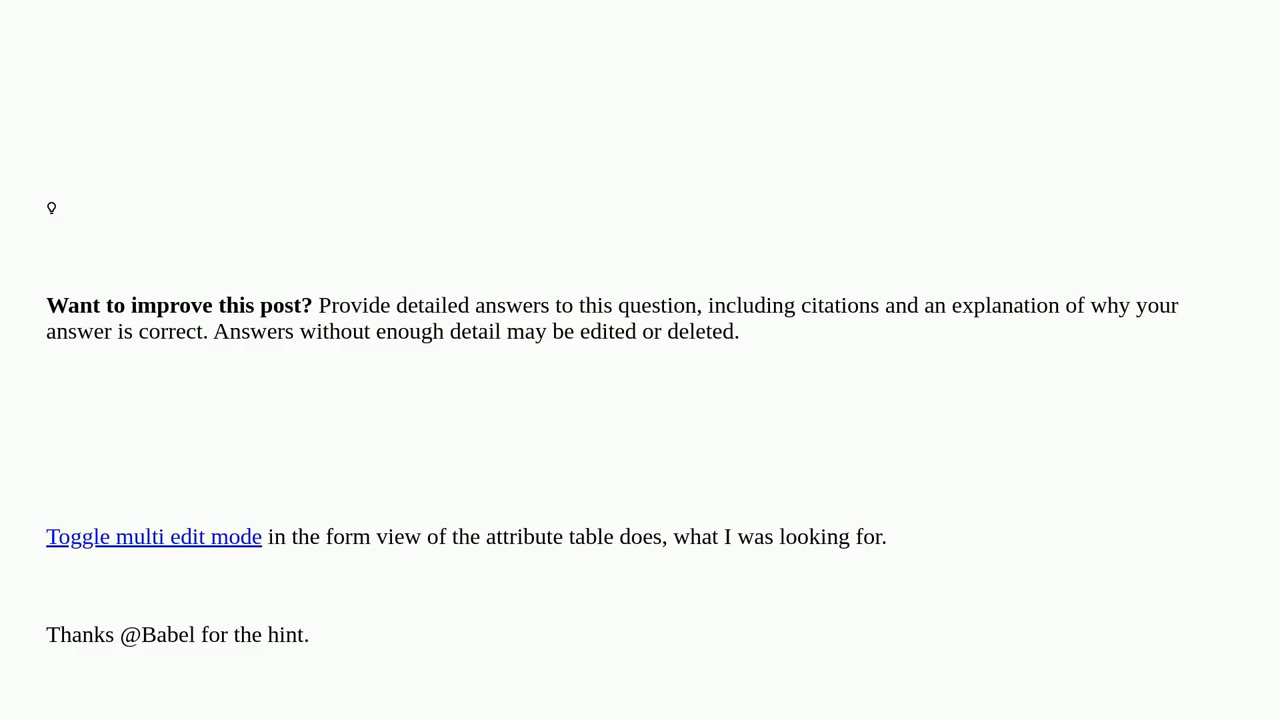 Want to improve this post? Provide detailed answers to this question, including citations and an explanation of why your
answer is correct. Answers without enough detail may be edited or deleted.
Toggle multi edit mode in the form view of the attribute table does, what I was looking for.
Thanks @Babel for the hint.